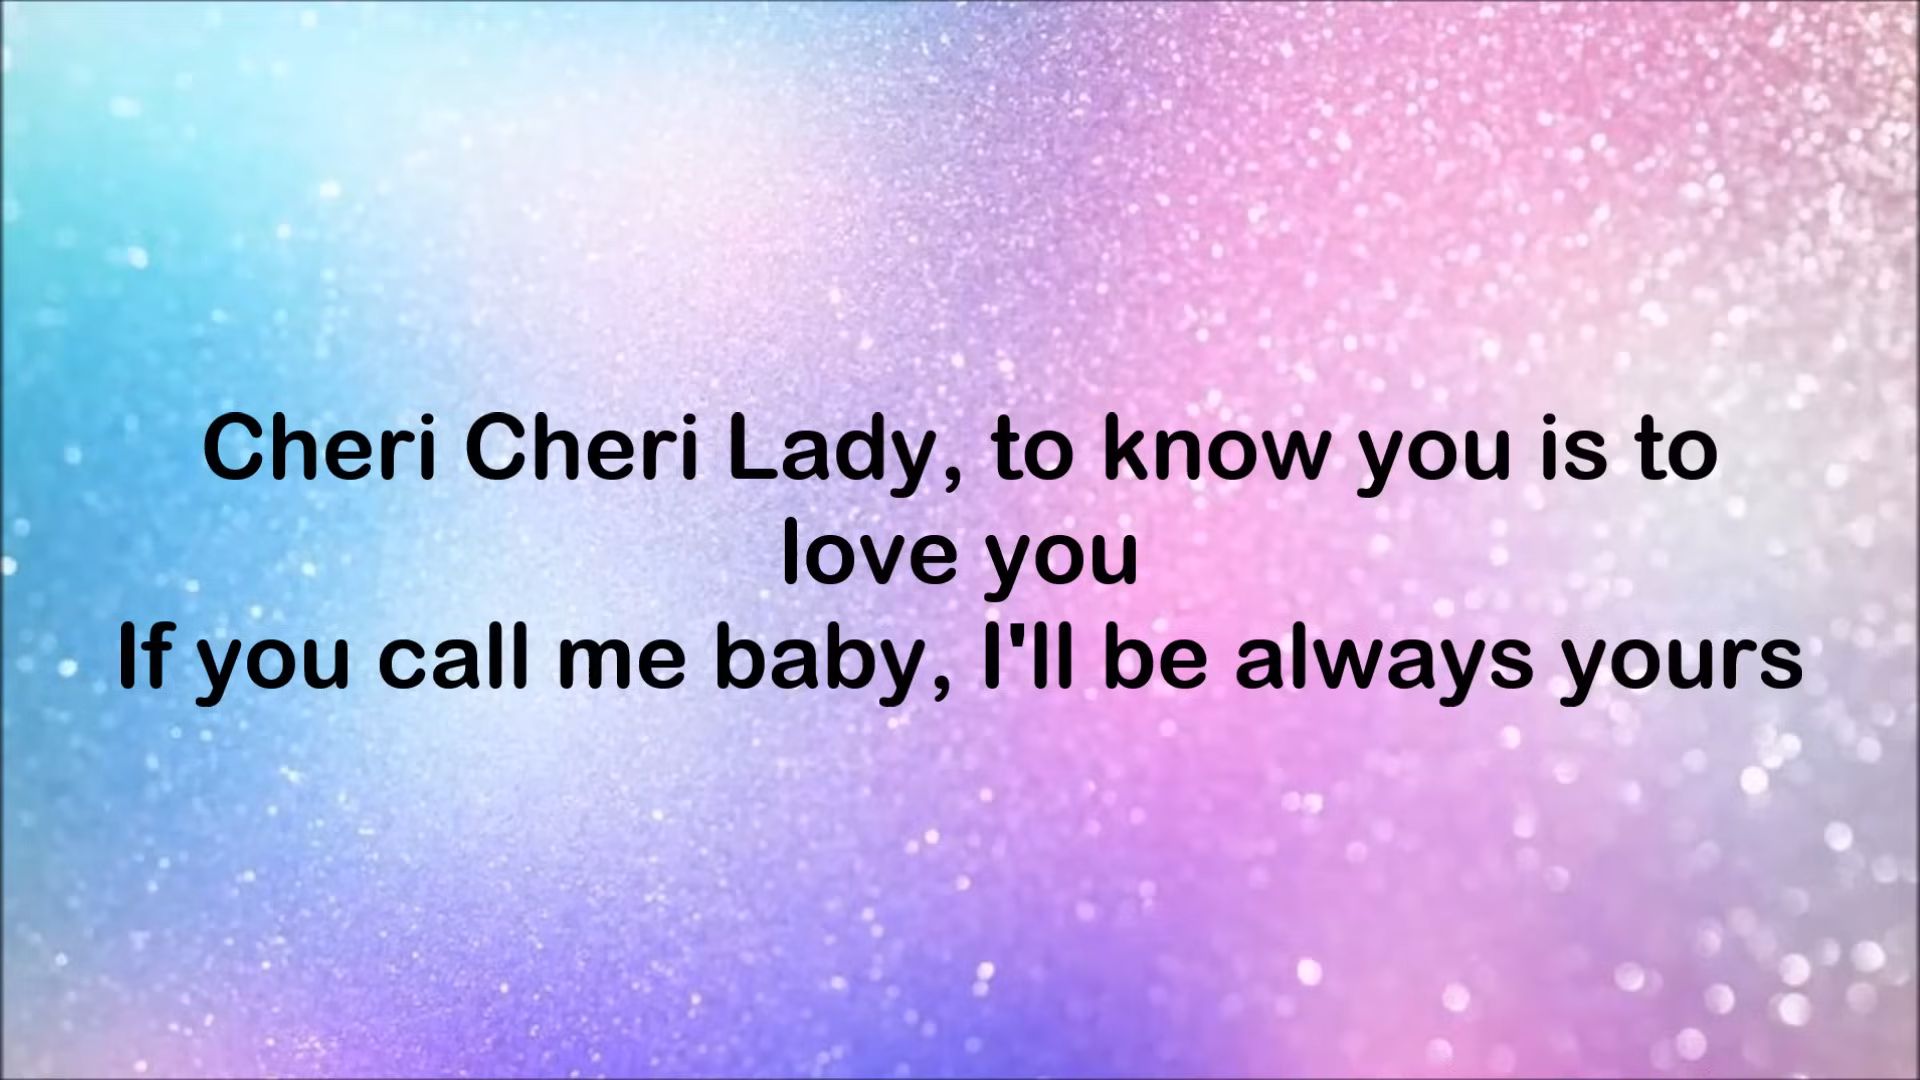 Cheri Cheri Lady, to know you is to
love you
If you call me baby, I'll be always yours